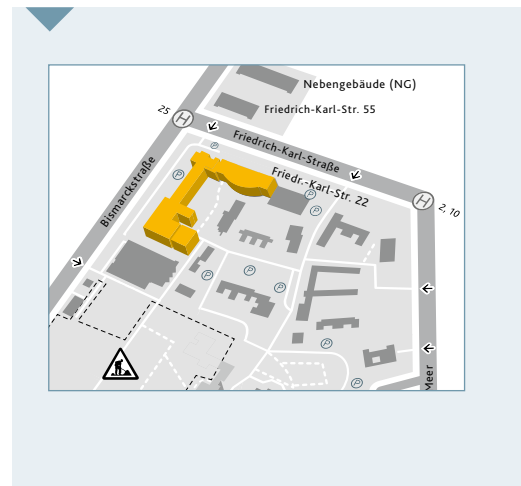 Nebengebäude (NG)
Friedrich-Karl-Str. 55
25
H
Friedrich-Karl-Straße
P
Friedr.-Karl-Str. 22
P
Bismarckstraße
P
P
H
2, 10
P
P
P
P
P
P
Meer